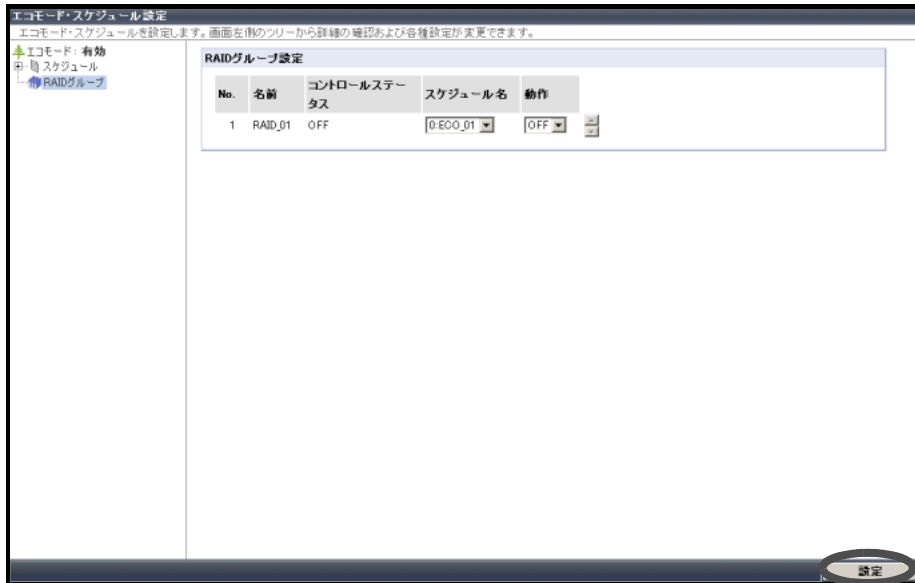 エコモード・スケジュール設定
エコモード・スケジュールを設定します。画面左側のツリーから詳細の確認および各種設定が変更できます。
エコモード: 有効
スケジュール
RAIDグループ
RAIDグループ設定
No. 名前 コントロールステータス スケジュール名 動作
1 RAID_01 OFF 0:ECO_01 OFF
設定